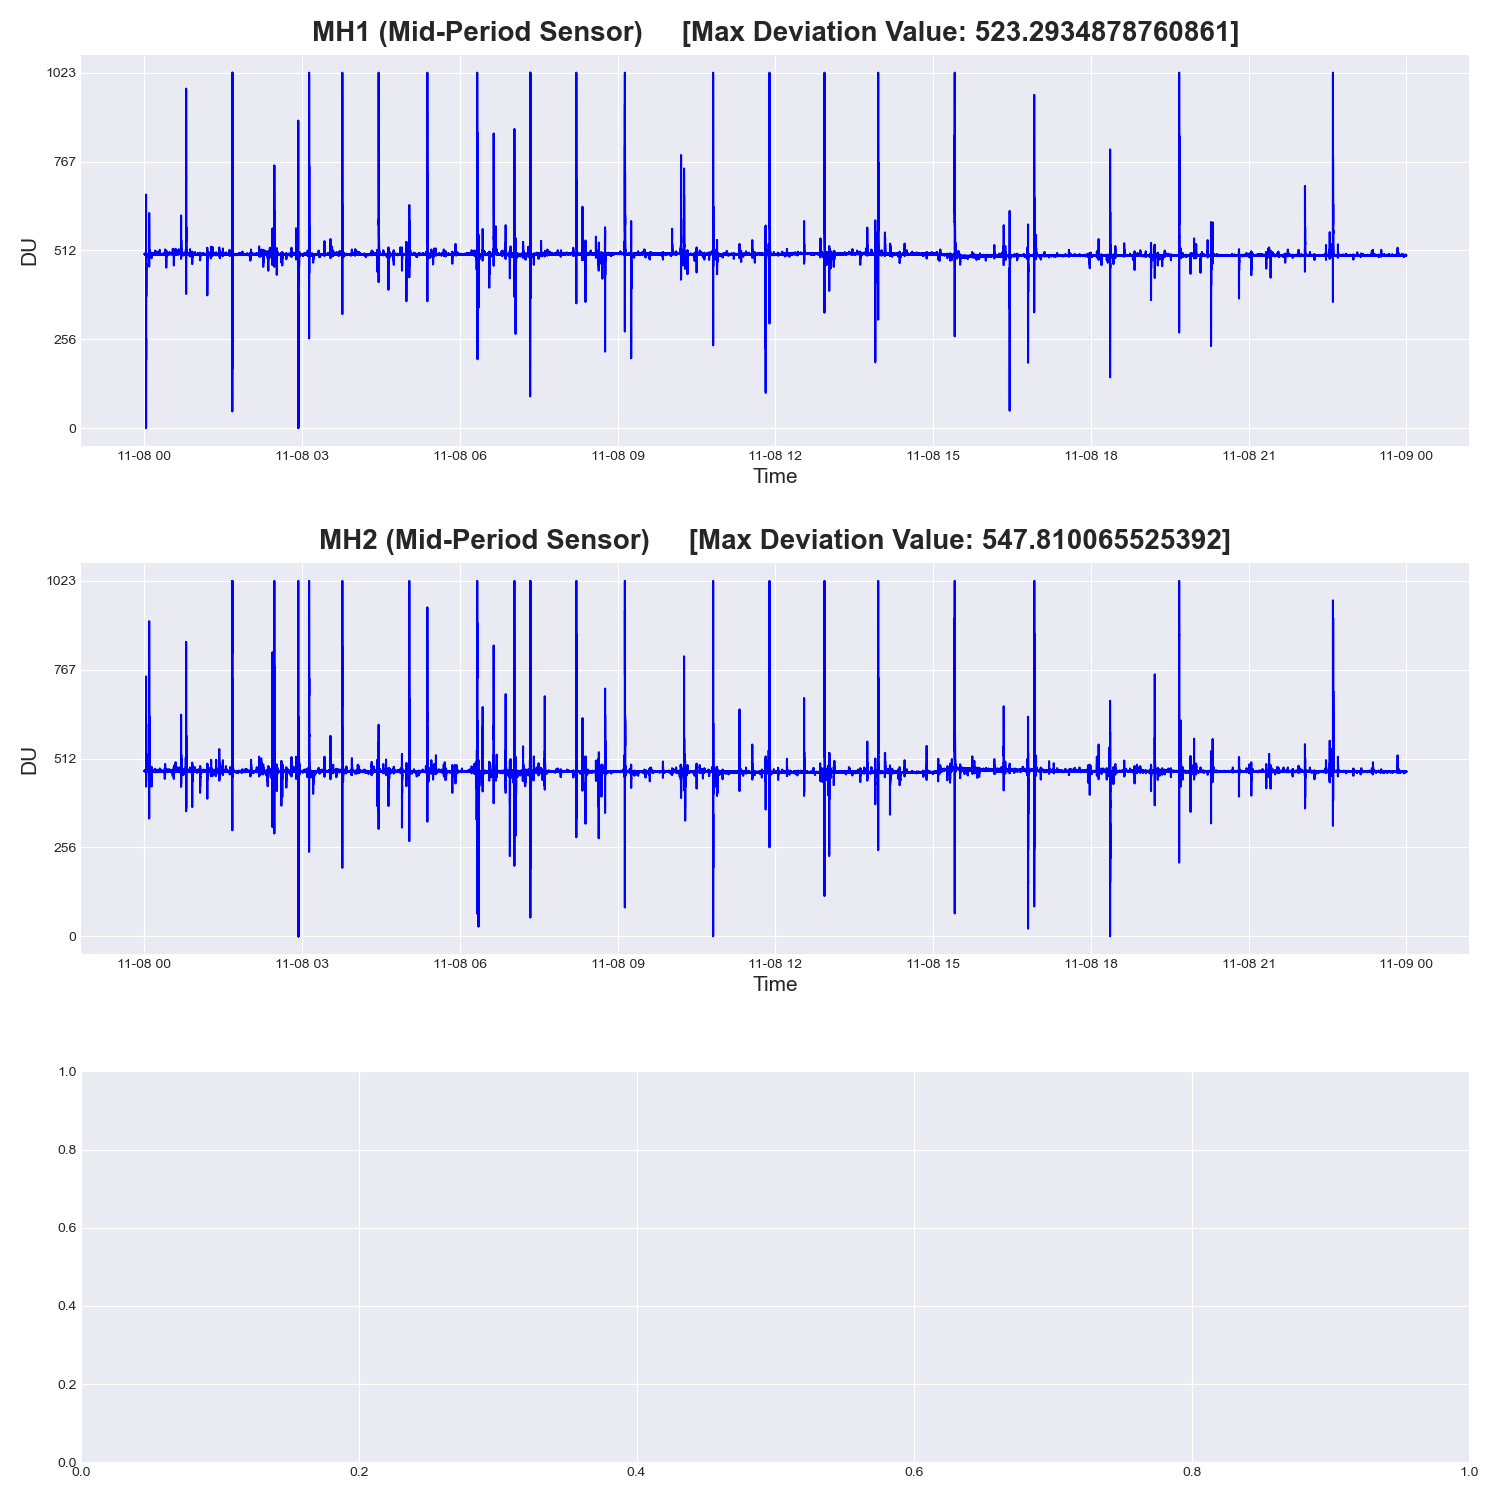 MH1 (Mid-Period Sensor) [Max Deviation Value: 523.2934878760861]
1023
767
512
256
0
DU
11-08 00 11-08 03 11-08 06 11-08 09 11-08 12 11-08 15 11-08 18 11-08 21 11-09 00
Time
MH2 (Mid-Period Sensor) [Max Deviation Value: 547.810065525392]
1023
767
512
256
0
DU
11-08 00 11-08 03 11-08 06 11-08 09 11-08 12 11-08 15 11-08 18 11-08 21 11-09 00
Time
1.0
0.8
0.6
0.4
0.2
0.0
0.0 0.2 0.4 0.6 0.8 1.0